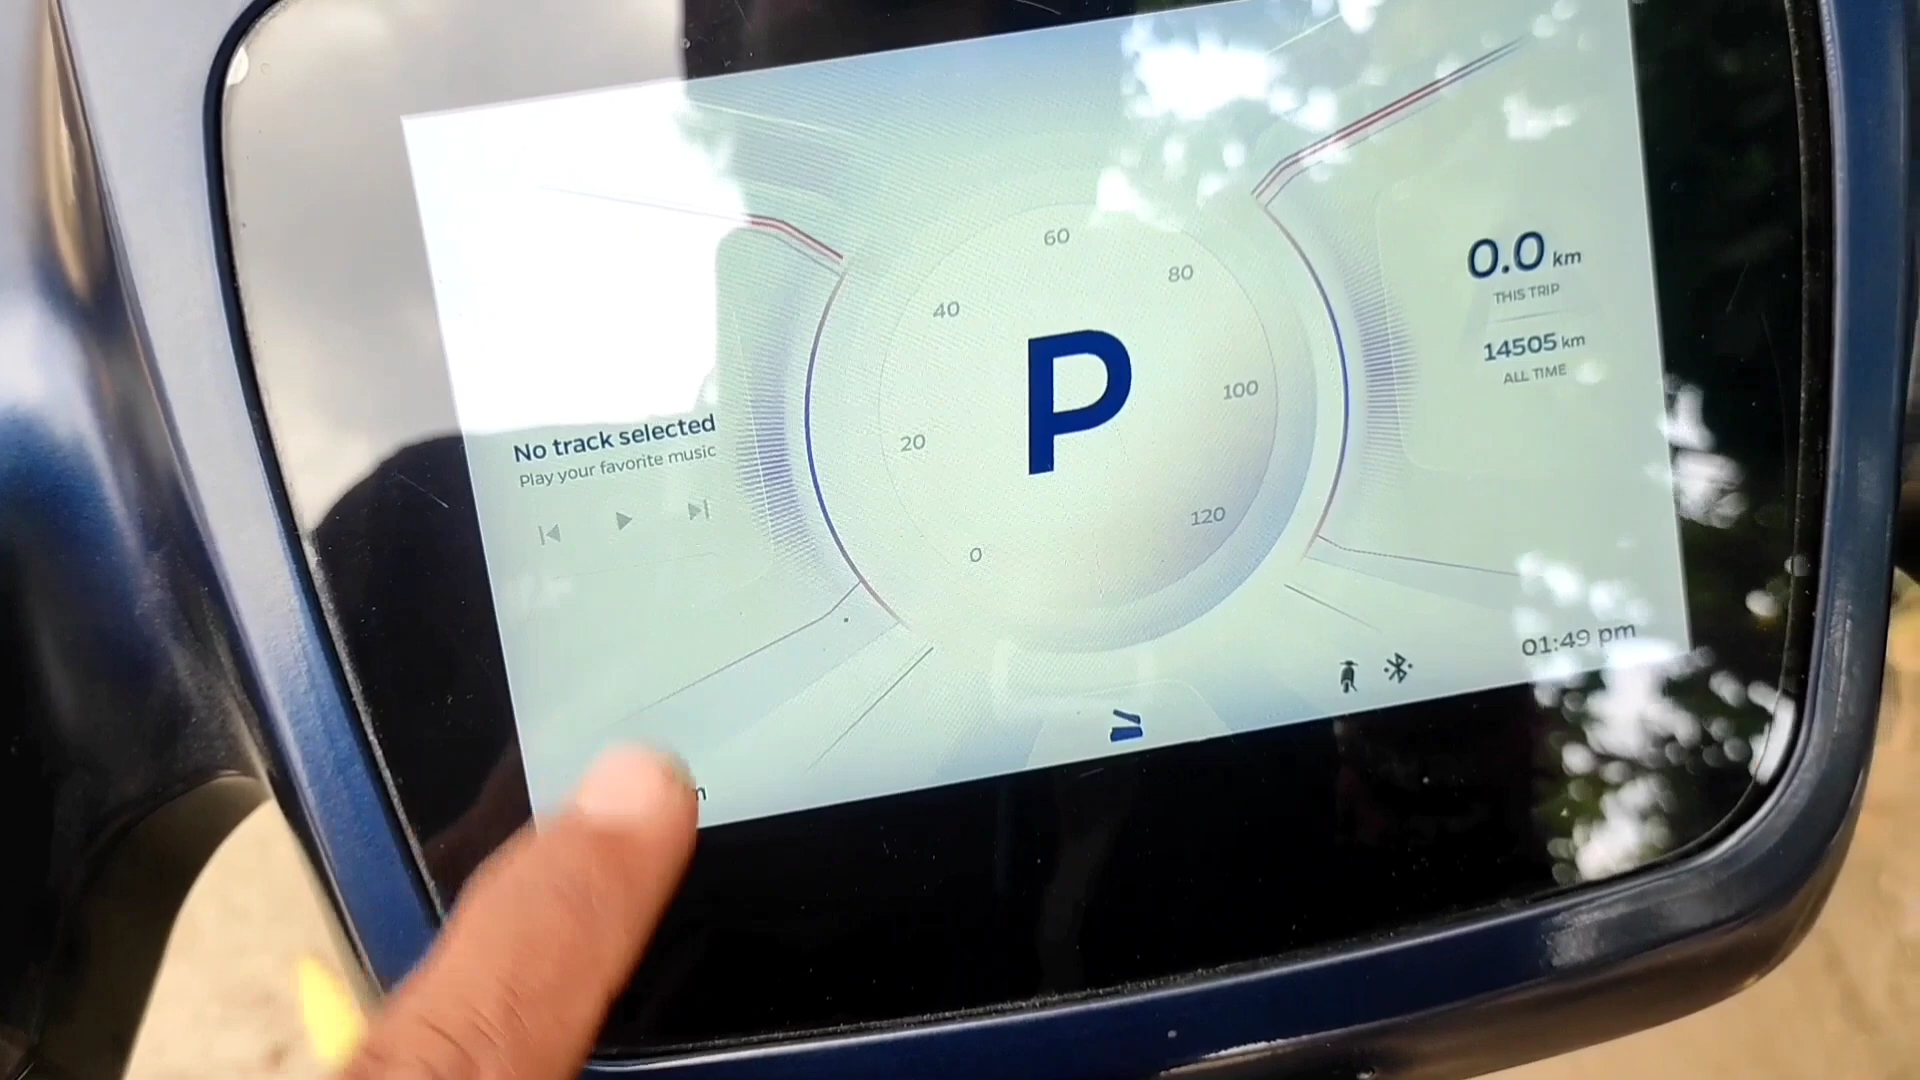 60
40
80
0.0 km
THIS TRIP
P
14505 km
ALL TIME
100
No track selected
Play your favorite music
20
120
0
01:49 pm